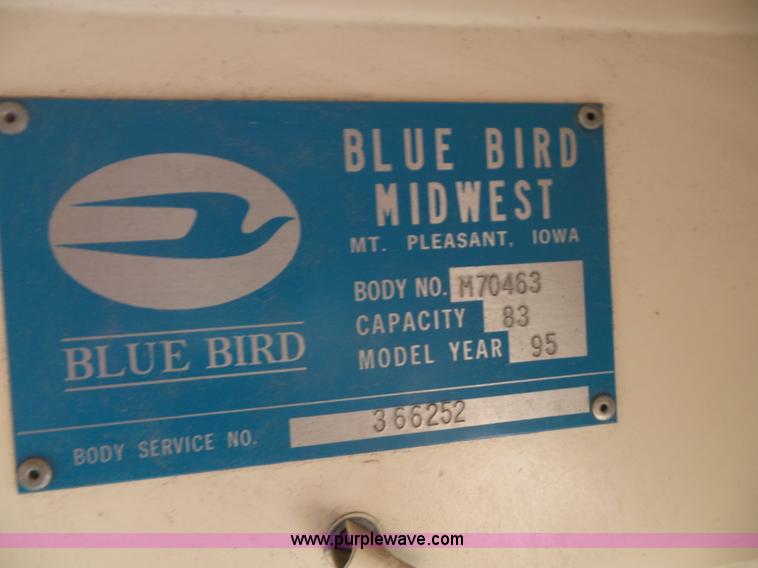 BLUE BIRD
MIDWEST
MT. PLEASANT, IOWA
BODY NO. M70463
CAPACITY 83
MODEL YEAR 95
BLUE BIRD
BODY SERVICE NO. 366252
www.purplewave.com